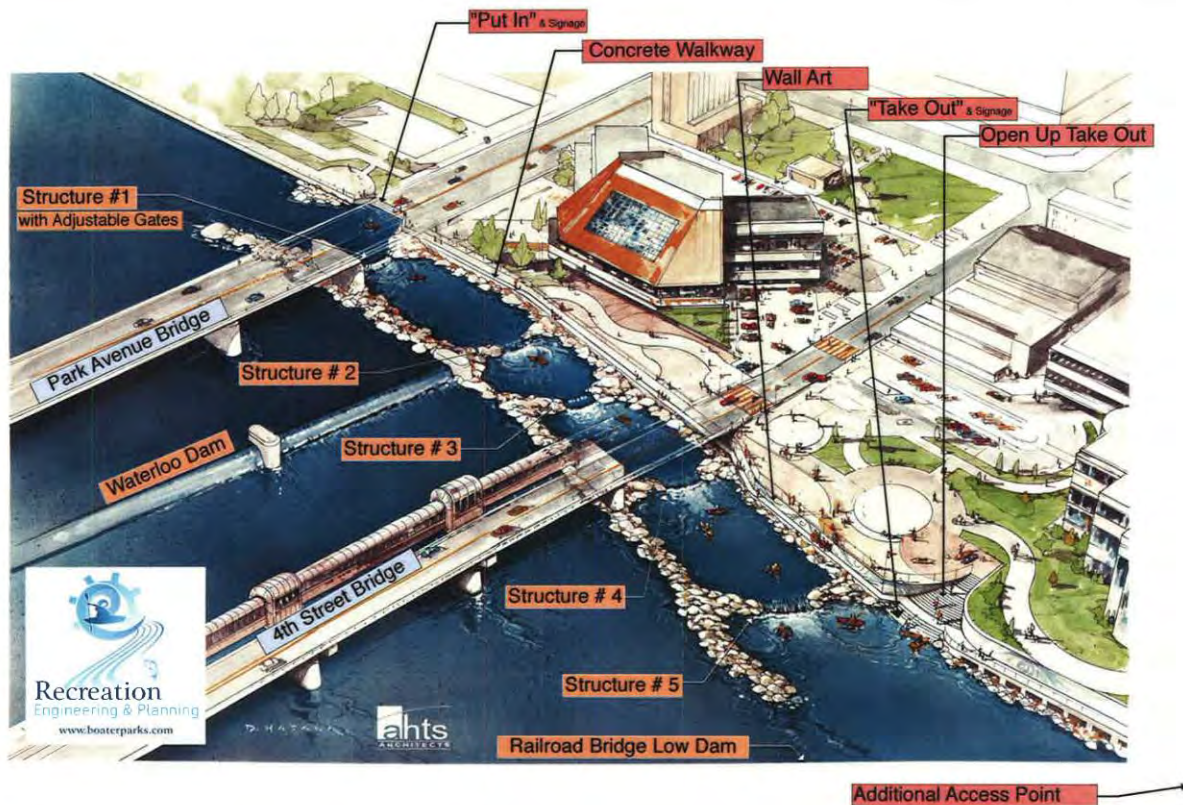 "Put In" & Signage
Concrete Walkway
Wall Art
"Take Out" & Signage
Open Up Take Out
Structure #1
with Adjustable Gates
Park Avenue Bridge
Structure # 2
Waterloo Dam
Structure # 3
4th Street Bridge
Structure # 4
Structure # 5
Recreation
Engineering & Planning
www.boaterparks.com
ahts
ARCHITECTS
Railroad Bridge Low Dam
Additional Access Point